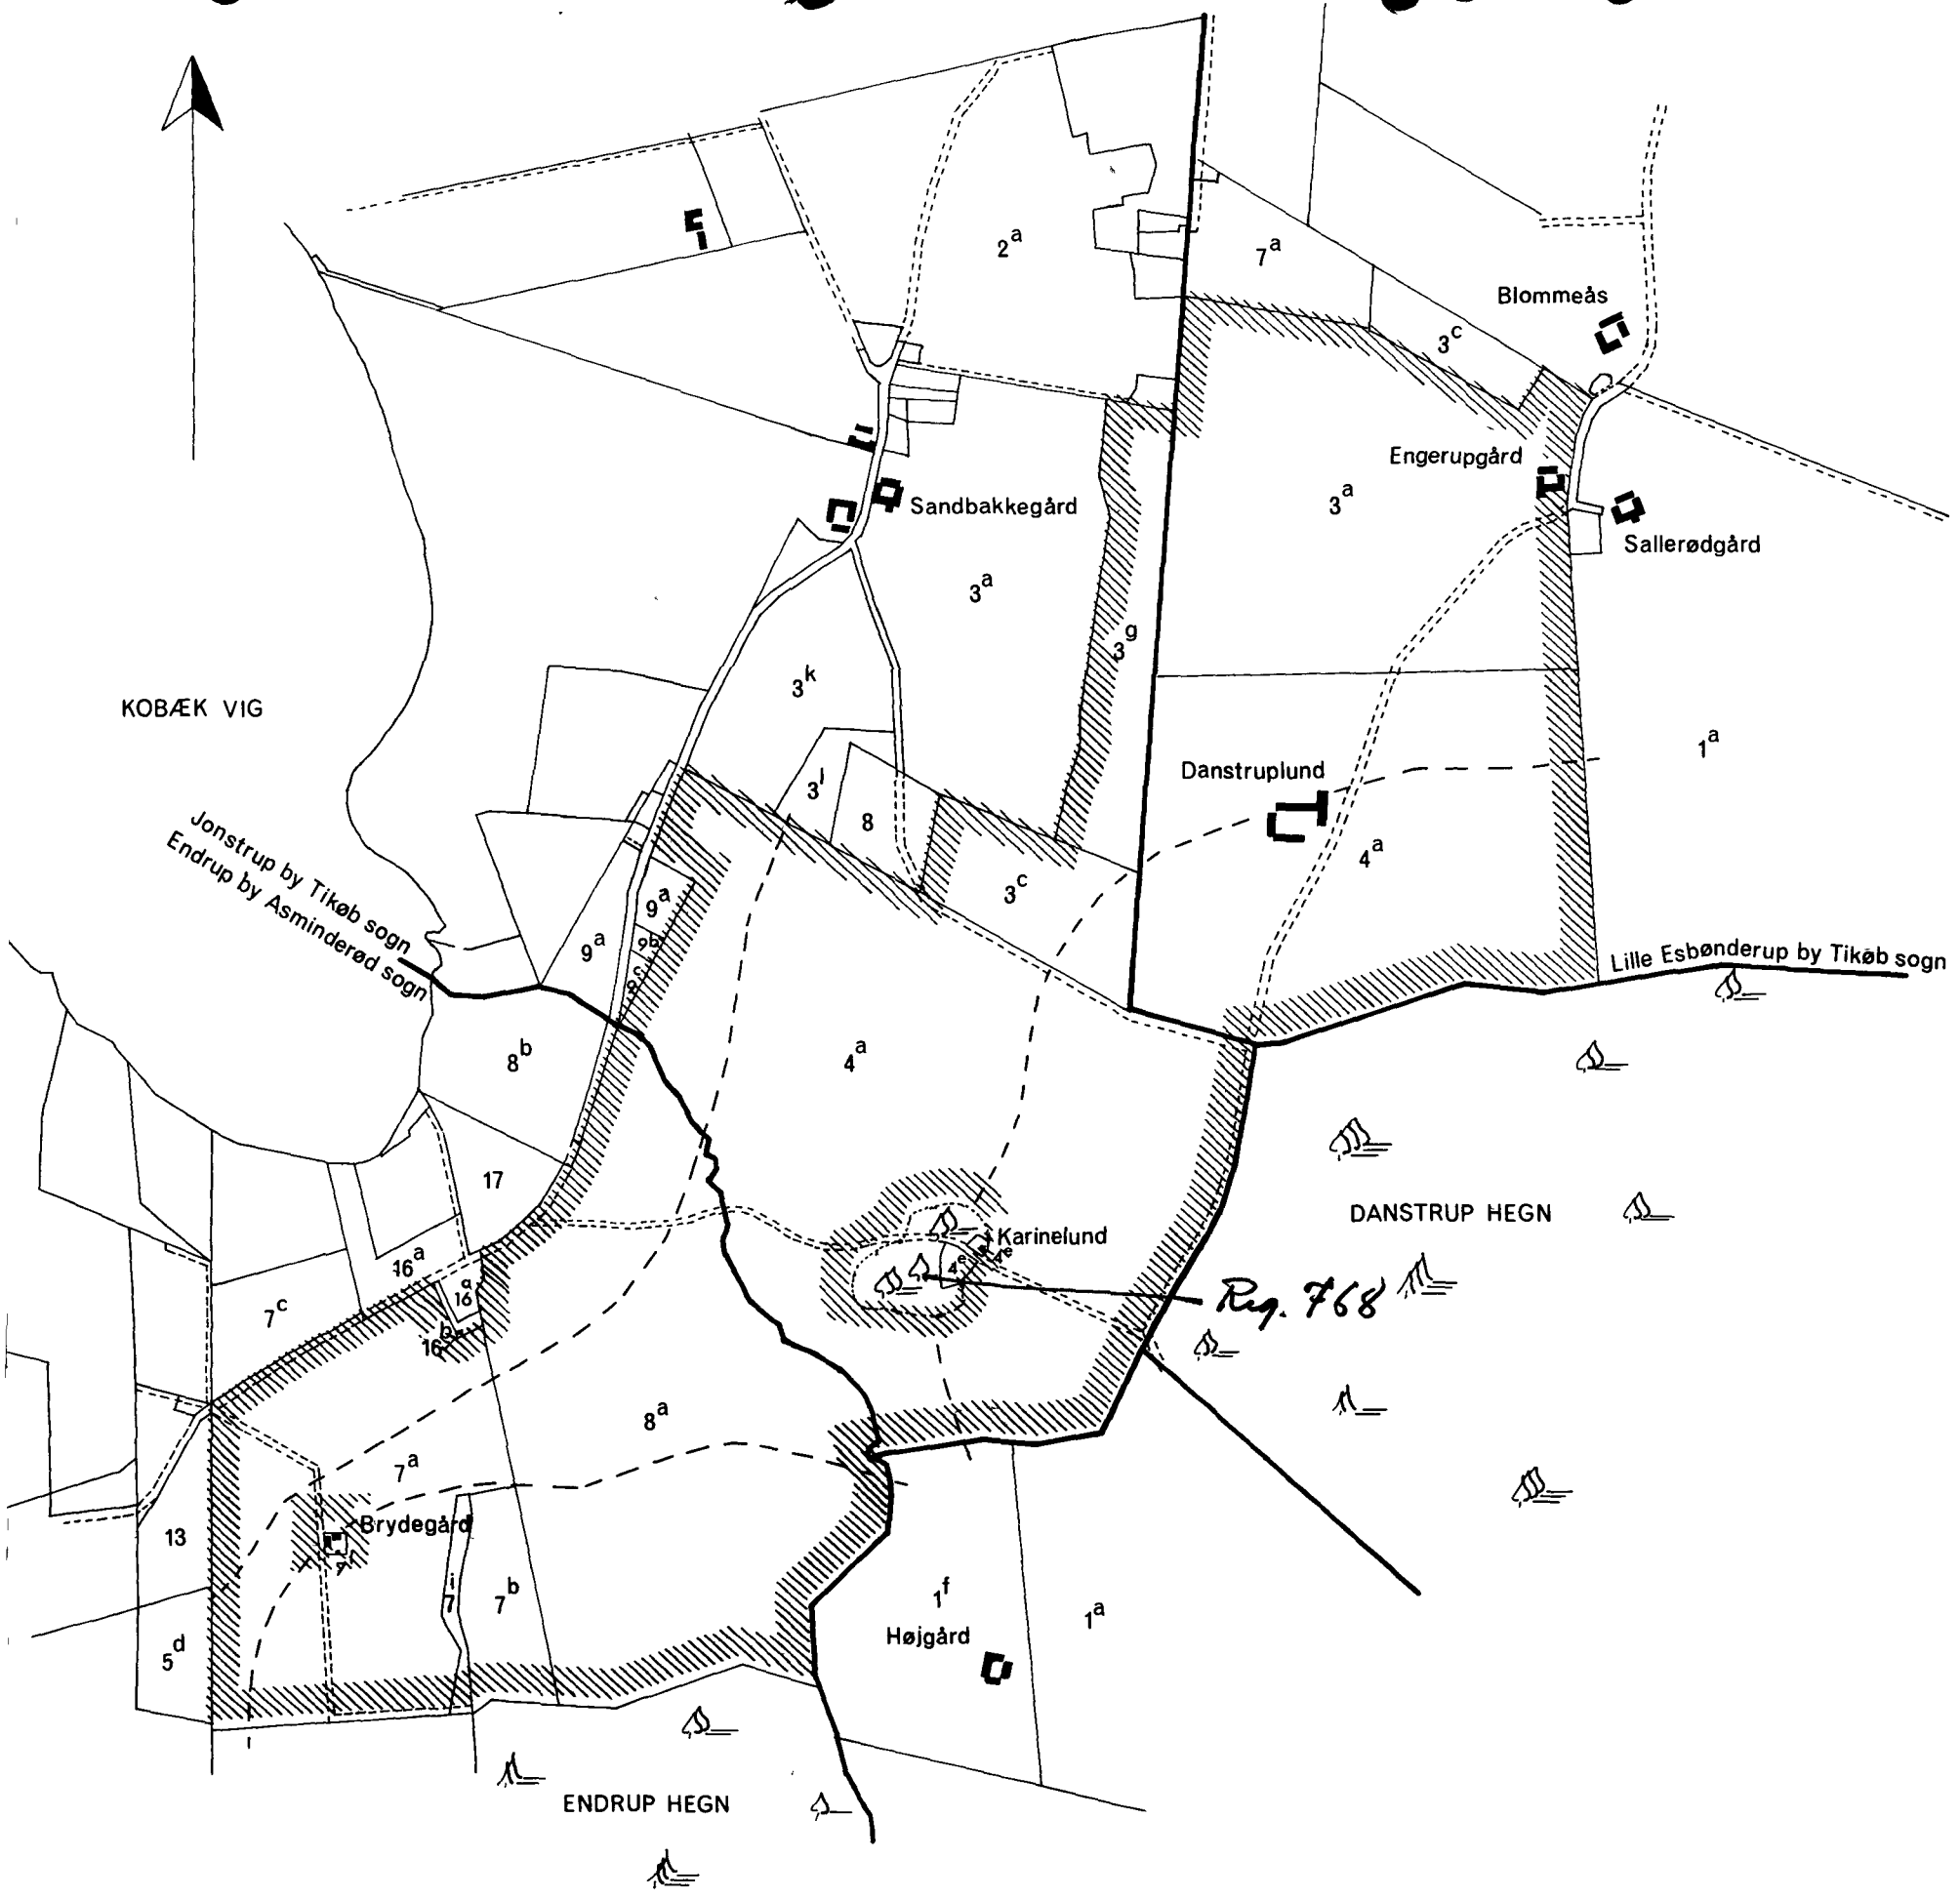 2a
7a
Blommeås
3c
Engerupgård
3a
Sandbakkegård
Sallerødgård
3a
3g
3k
KOBÆK VIG
1a
Danstruplund
3l
8
4a
Jonstrup by Tikøb sogn
Endrup by Asminderød sogn
3c
9a
9a
9b
9c
Lille Esbønderup by Tikøb sogn
8b
4a
17
DANSTRUP HEGN
Karinelund
4e
4e
16a
16a
16b
7c
Reg. 768
8a
7a
Brydegård
13
7i
7b
1f
1a
Højgård
5d
ENDRUP HEGN